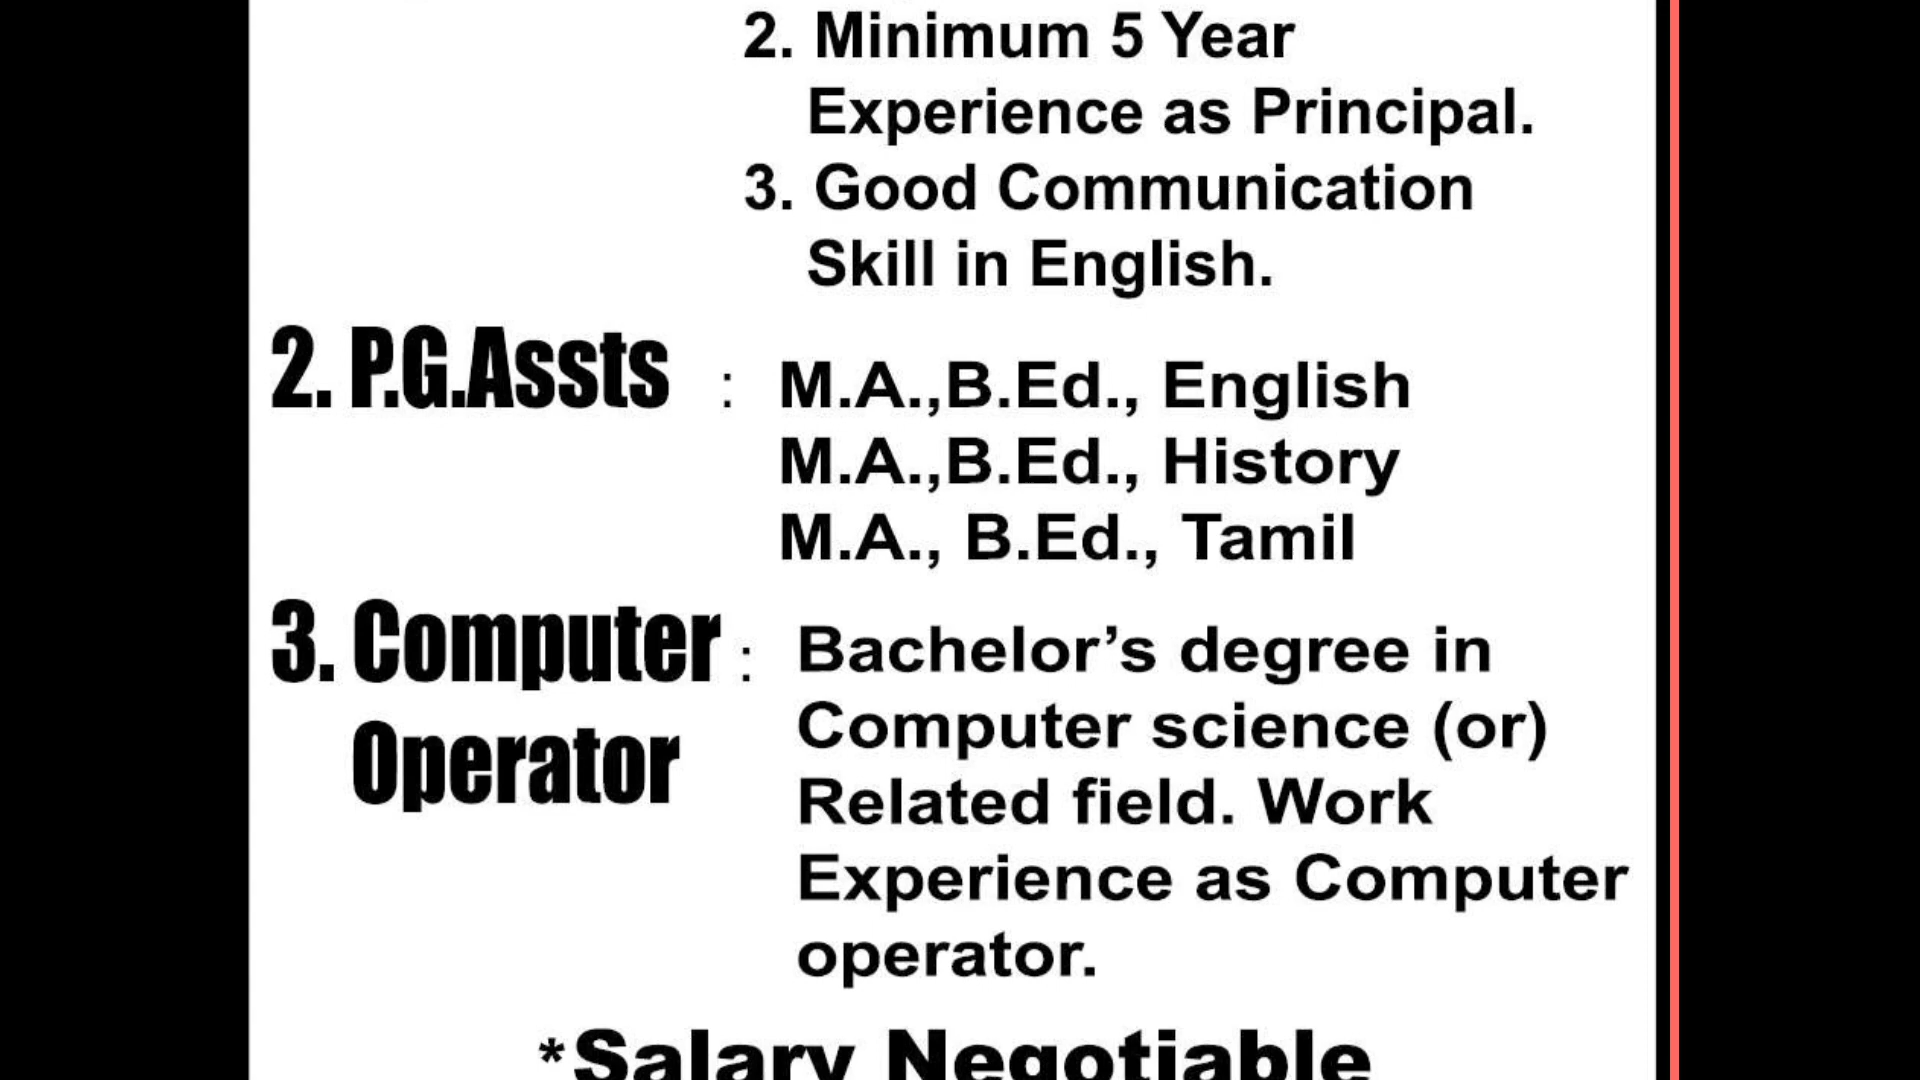 2. Minimum 5 Year
Experience as Principal.
3. Good Communication
Skill in English.
2. P.G.Assts : M.A.,B.Ed., English
M.A.,B.Ed., History
M.A., B.Ed., Tamil
3. Computer : Bachelor’s degree in
Operator Computer science (or)
Related field. Work
Experience as Computer
operator.
*Salary Negotiable